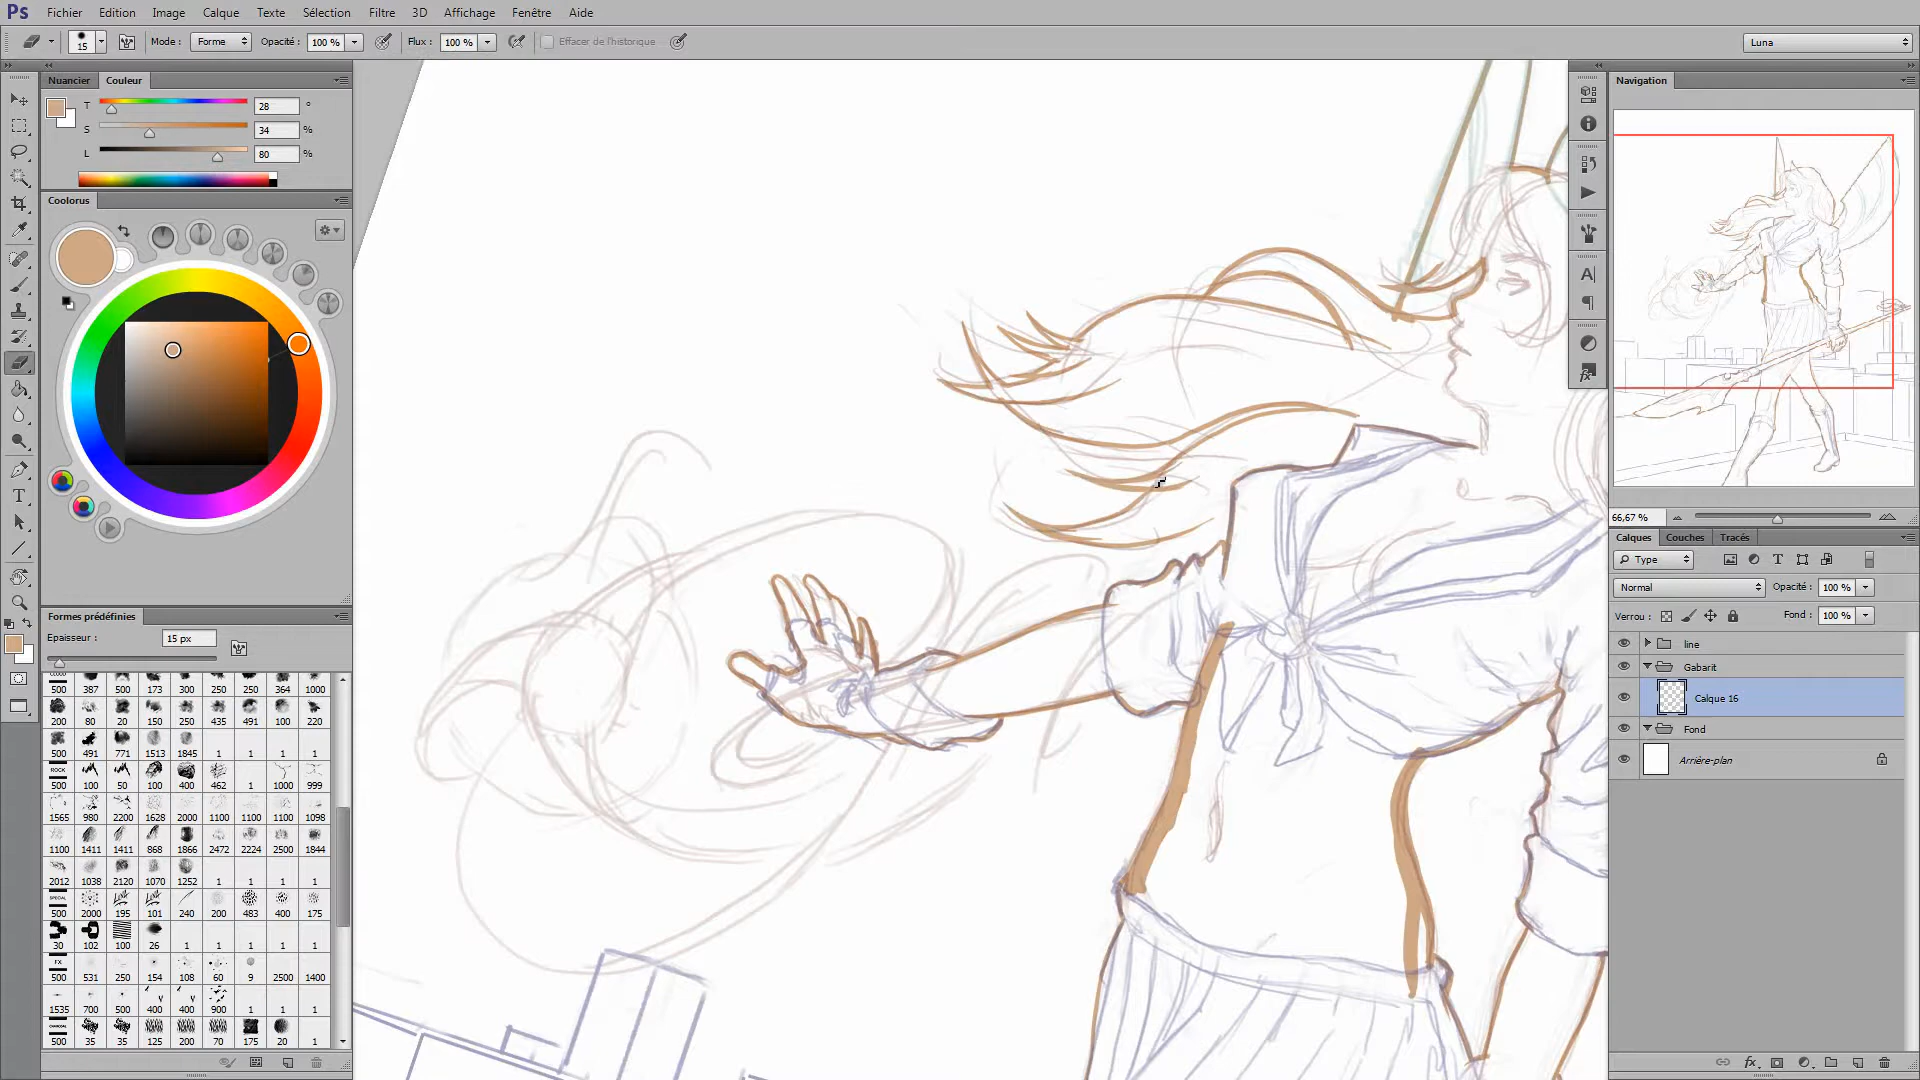 Ps Fichier Edition Image Calque Texte Sélection Filtre 3D Affichage Fenêtre Aide
15 Mode : Forme Opacité : 100 % Flux : 100 % Effacer de l'historique Luna
Nuancier Couleur
T 28 °
S 34 %
L 80 %
Colorus
Formes prédéfinies
Epaisseur : 15 px
500 387 500 173 300 250 250 364 1000
200 80 20 150 250 435 491 100 220
500 491 771 1513 1845 1 1 1 1
ROCK
500 100 50 100 400 462 1 1000 999
1565 980 2200 1628 2000 1100 1100 1100 1098
1100 1411 1411 868 1866 2472 2224 2500 1844
2012 1038 2120 1070 1252 1 1 1 1
SPECIAL
500 2000 195 101 240 200 483 400 175
30 102 100 26 1 1 1 1 1
FX
500 531 250 154 108 60 9 2500 1400
1535 700 500 400 400 900 1 1 1
CHARCOAL
500 35 35 125 200 70 175 20 1
Navigation
66,67 %
Calques Couches Tracés
Type
Normal Opacité : 100 %
Verrou : Fond : 100 %
line
Gabarit
Calque 16
Fond
Arrière-plan